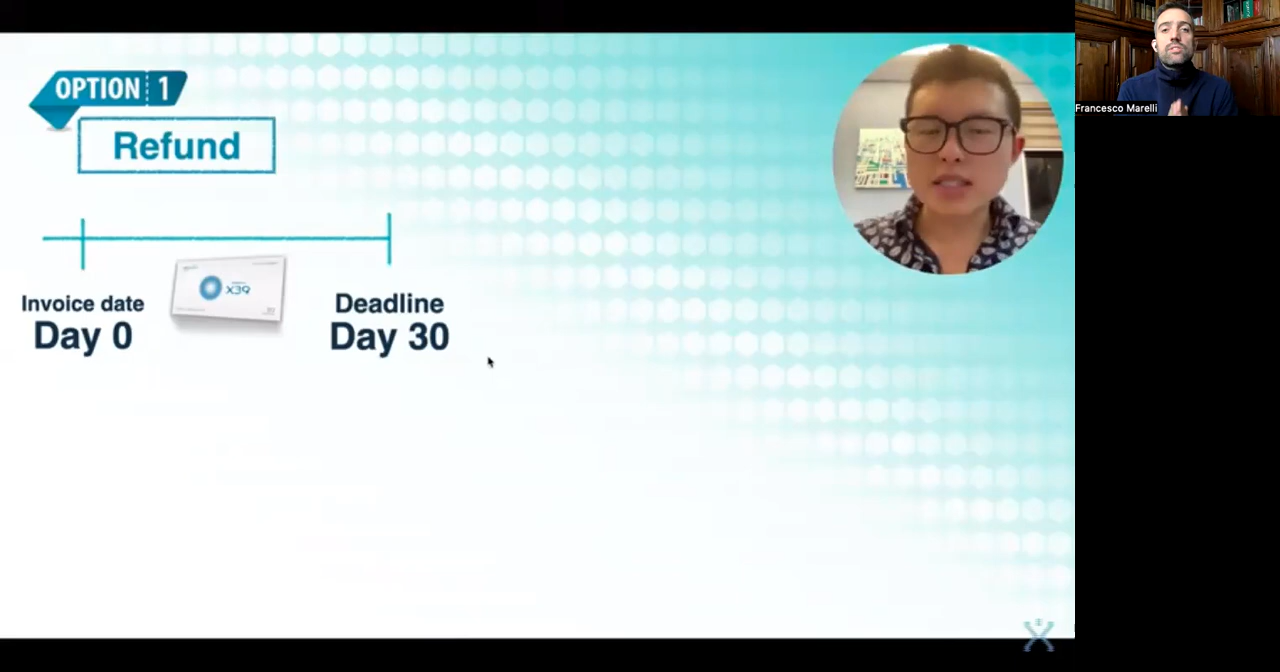 OPTION 1
Refund
Invoice date
Day 0
X39
Deadline
Day 30
Francesco Marelli